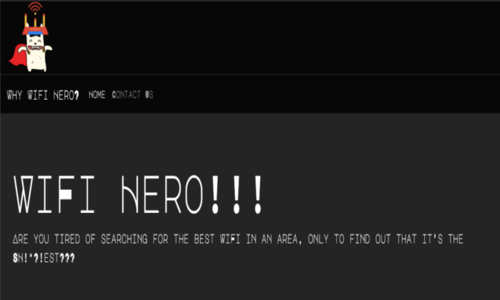 WHY WIFI HERO? HOME CONTACT US
WIFI HERO!!!
ARE YOU TIRED OF SEARCHING FOR THE BEST WIFI IN AN AREA, ONLY TO FIND OUT THAT IT'S THE
SH!*?!EST???